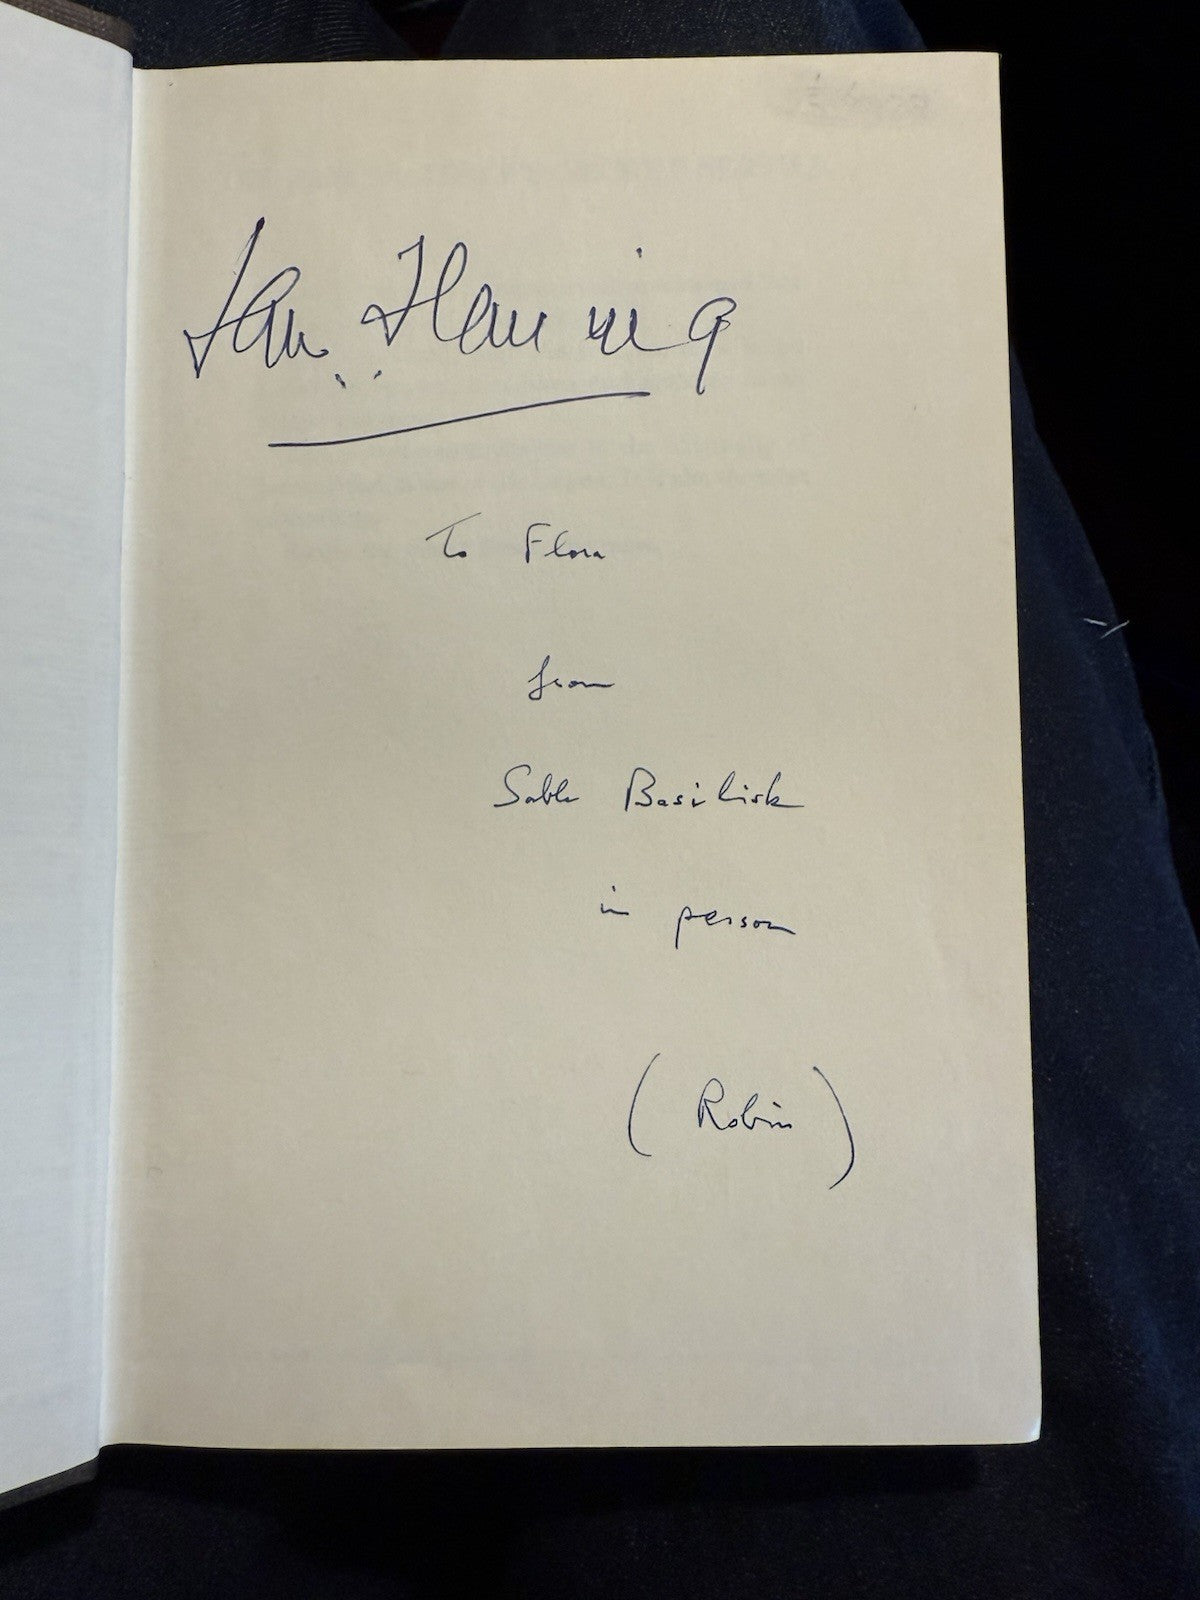 Ian Fleming
To Flora
from
Sable Basilisk
in person
(Robin)